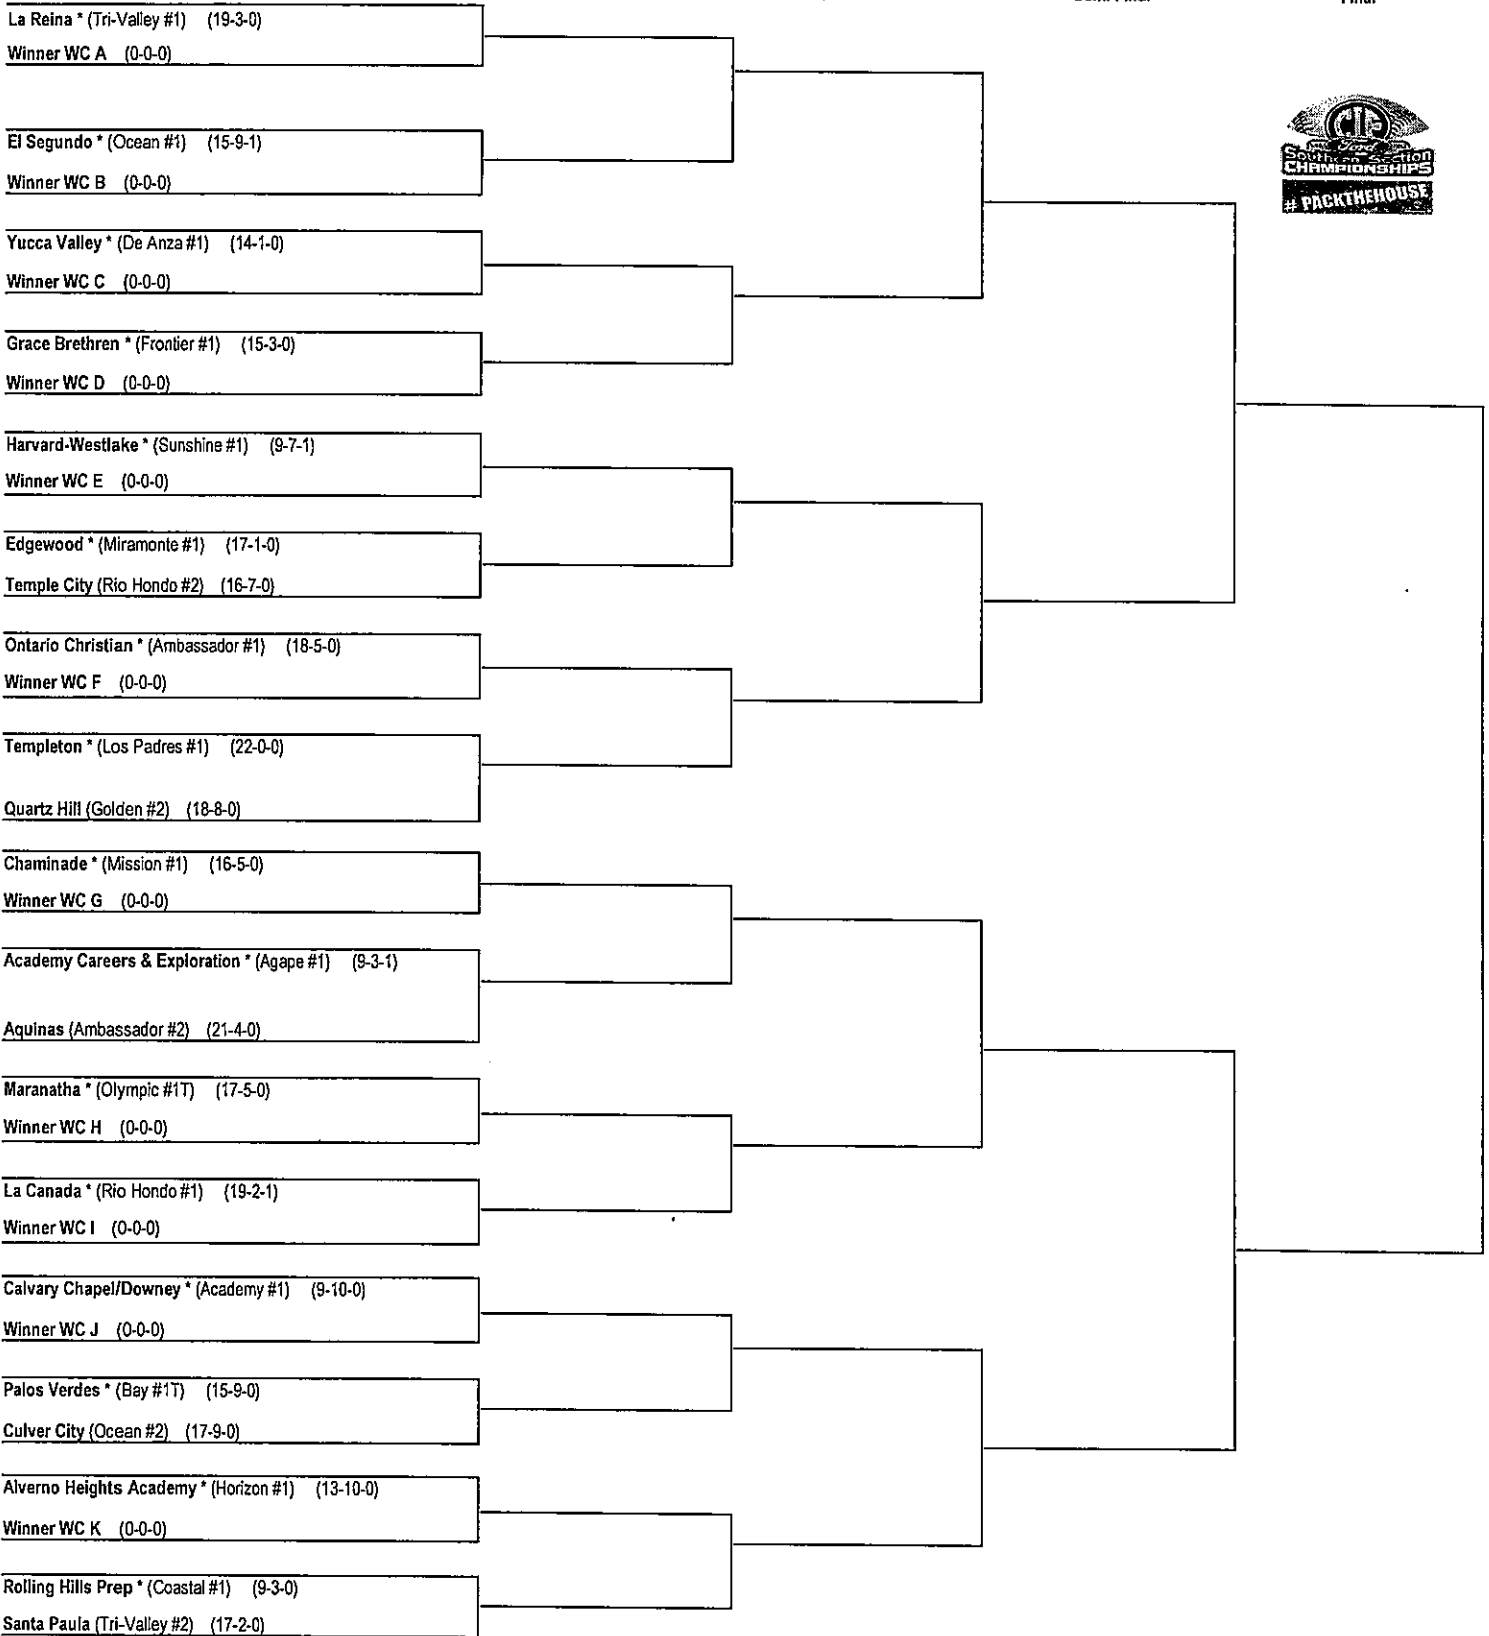 La Reina * (Tri-Valley #1) (19-3-0)
Winner WC A (0-0-0)
El Segundo * (Ocean #1) (15-9-1)
Winner WC B (0-0-0)
Yucca Valley * (De Anza #1) (14-1-0)
Winner WC C (0-0-0)
Grace Brethren * (Frontier #1) (15-3-0)
Winner WC D (0-0-0)
Harvard-Westlake * (Sunshine #1) (9-7-1)
Winner WC E (0-0-0)
Edgewood * (Miramonte #1) (17-1-0)
Temple City (Rio Hondo #2) (16-7-0)
Ontario Christian * (Ambassador #1) (18-5-0)
Winner WC F (0-0-0)
Templeton * (Los Padres #1) (22-0-0)
Quartz Hill (Golden #2) (18-8-0)
Chaminade * (Mission #1) (16-5-0)
Winner WC G (0-0-0)
Academy Careers & Exploration * (Agape #1) (9-3-1)
Aquinas (Ambassador #2) (21-4-0)
Maranatha * (Olympic #1T) (17-5-0)
Winner WC H (0-0-0)
La Canada * (Rio Hondo #1) (19-2-1)
Winner WC I (0-0-0)
Calvary Chapel/Downey * (Academy #1) (9-10-0)
Winner WC J (0-0-0)
Palos Verdes * (Bay #1T) (15-9-0)
Culver City (Ocean #2) (17-9-0)
Alverno Heights Academy * (Horizon #1) (13-10-0)
Winner WC K (0-0-0)
Rolling Hills Prep * (Coastal #1) (9-3-0)
Santa Paula (Tri-Valley #2) (17-2-0)
CIF
Ford
Southern Section
CHAMPIONSHIPS
# PACKTHEHOUSE